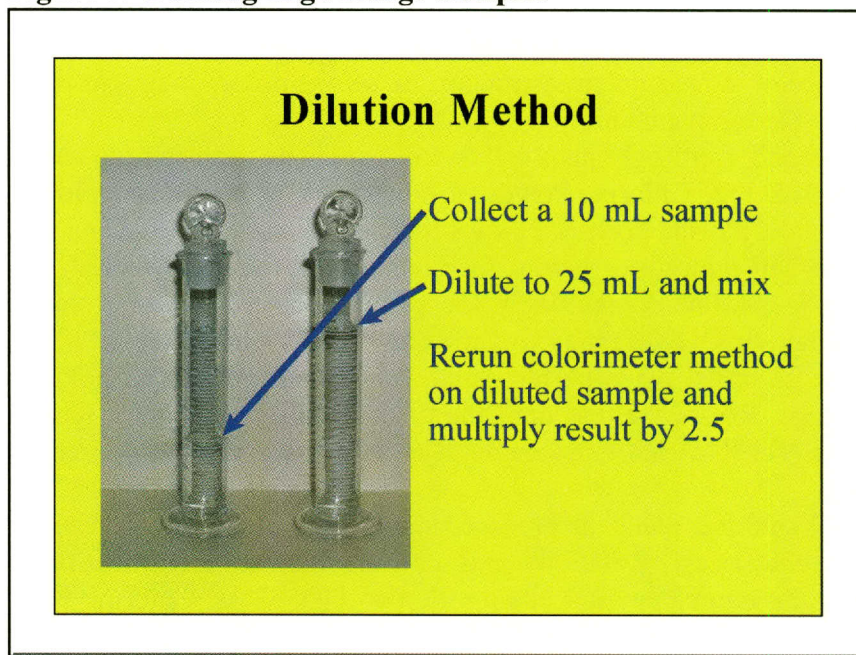 Dilution Method
Collect a 10 mL sample
Dilute to 25 mL and mix
Rerun colorimeter method
on diluted sample and
multiply result by 2.5